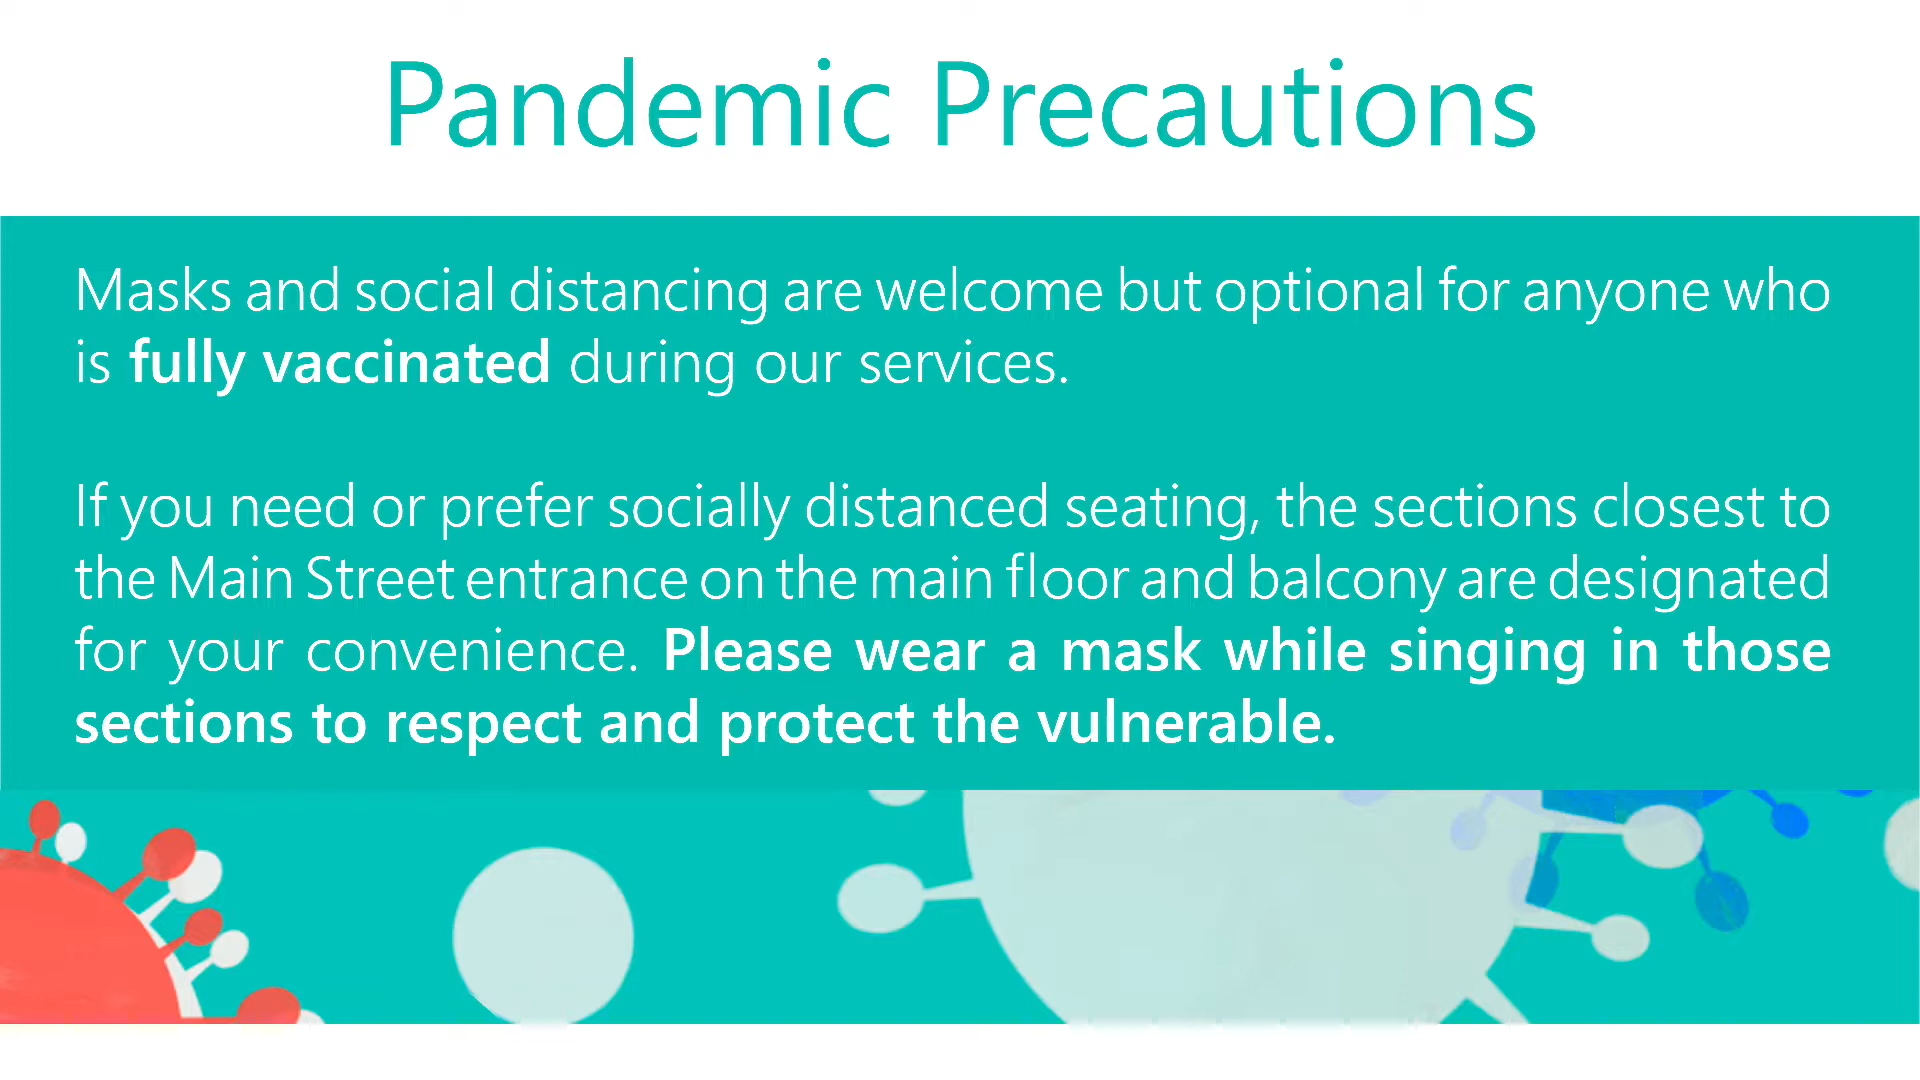 Pandemic Precautions
Masks and social distancing are welcome but optional for anyone who
is fully vaccinated during our services.
If you need or prefer socially distanced seating, the sections closest to
the Main Street entrance on the main floor and balcony are designated
for your convenience. Please wear a mask while singing in those
sections to respect and protect the vulnerable.